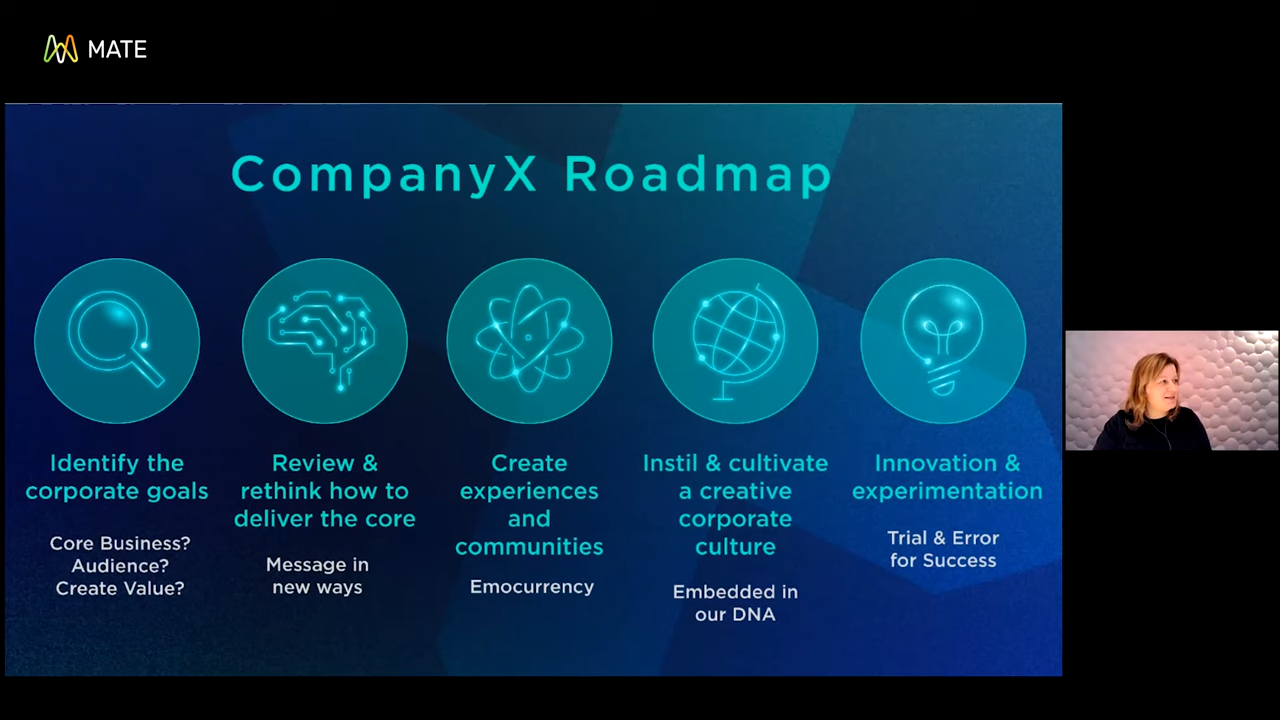 MATE
CompanyX Roadmap
Identify the
corporate goals
Core Business?
Audience?
Create Value?
Review &
rethink how to
deliver the core
Message in
new ways
Create
experiences
and
communities
Emocurrency
Instil & cultivate
a creative
corporate
culture
Embedded in
our DNA
Innovation &
experimentation
Trial & Error
for Success